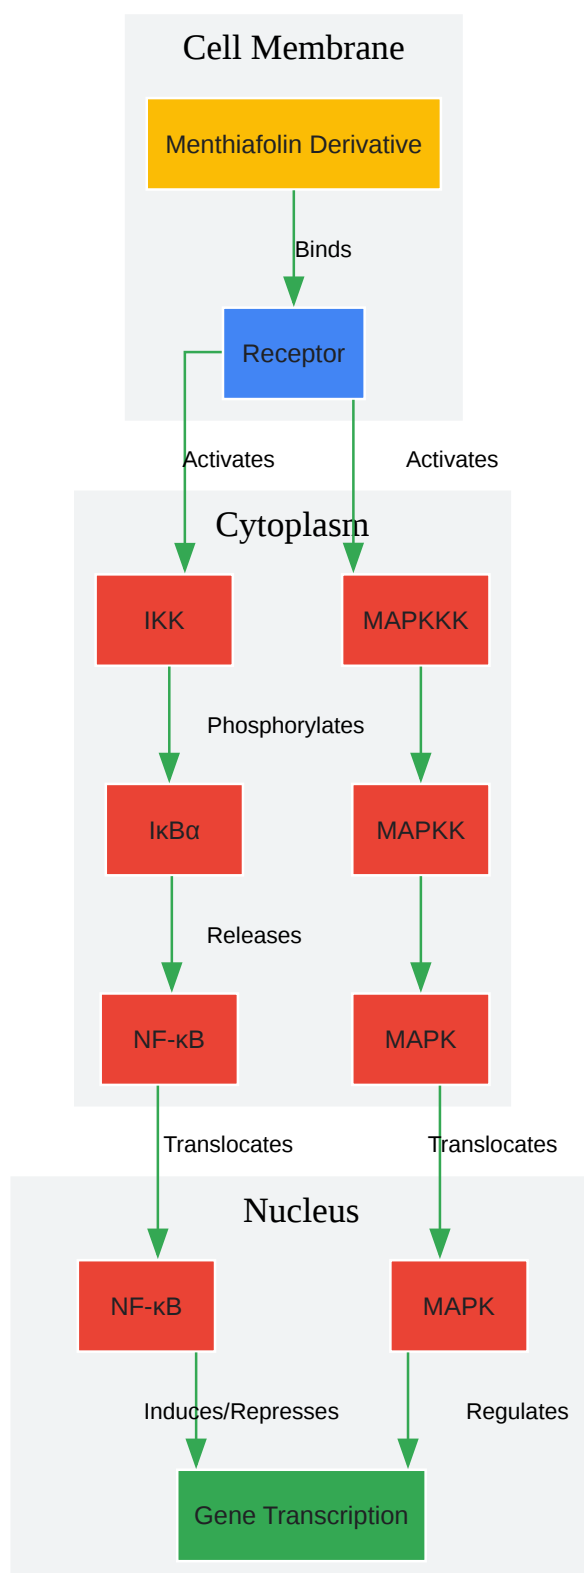 Cell Membrane
Menthiafolin Derivative
Binds
Receptor
Activates
Activates
Cytoplasm
IKK
MAPKKK
Phosphorylates
IκBα
MAPKK
Releases
NF-κB
MAPK
Translocates
Translocates
Nucleus
NF-κB
MAPK
Induces/Represses
Regulates
Gene Transcription